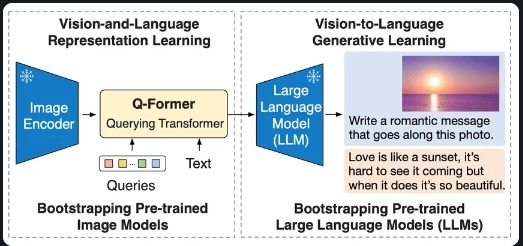 Vision-and-Language
Representation Learning
Vision-to-Language
Generative Learning
Image
Encoder
Q-Former
Querying Transformer
...
Queries
Text
Large
Language
Model
(LLM)
Write a romantic message
that goes along this photo.
Love is like a sunset, it's
hard to see it coming but
when it does it's so beautiful.
Bootstrapping Pre-trained
Image Models
Bootstrapping Pre-trained
Large Language Models (LLMs)